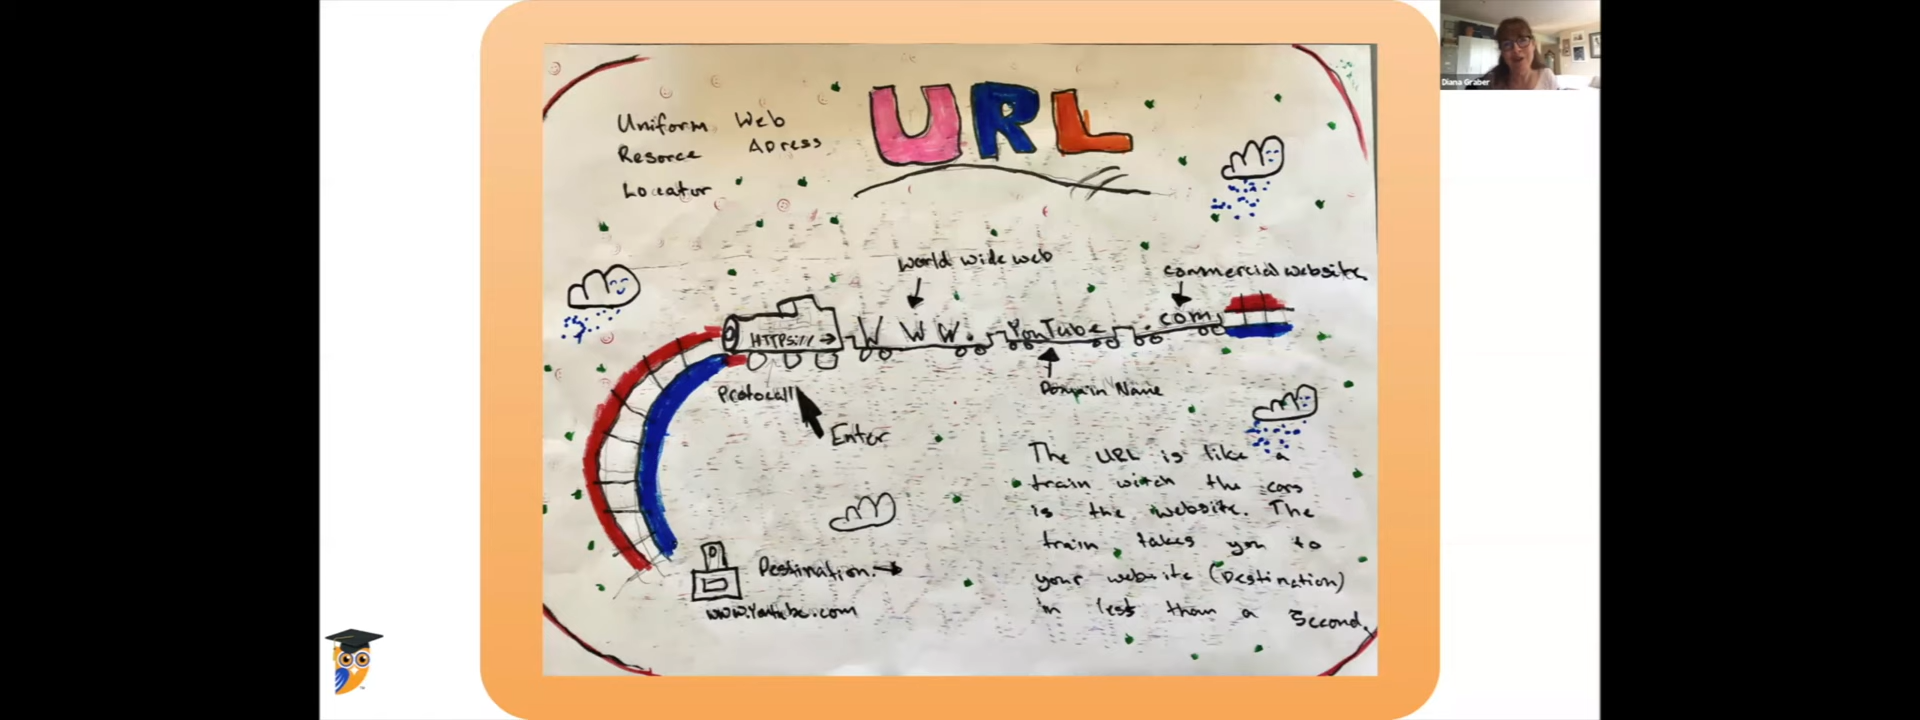 Diana Graber
URL
Uniform Web
Resorce Adress
Locator
World wide web
commercial website
HTTPS:// WWW. YouTube .com
Protocall
Domain Name
Enter
The URL is like a
train witch the cars
is the website. The
train takes you to
your website (Destination)
in less than a second.
Destination.
www.Youtube.com